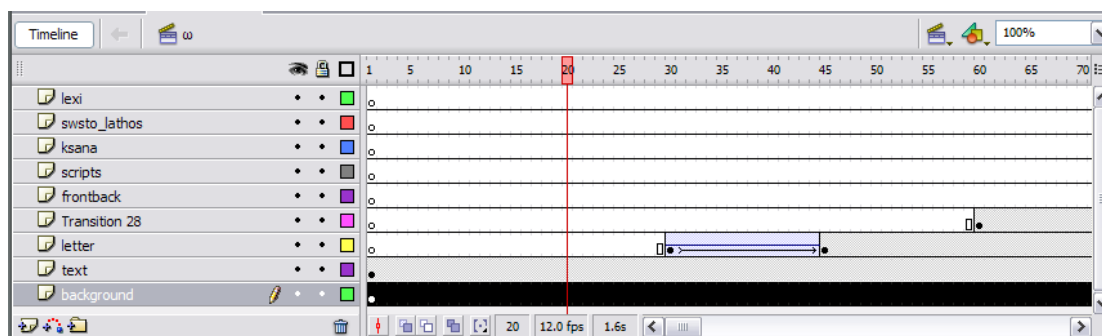 Timeline ω 100%
1 5 10 15 20 25 30 35 40 45 50 55 60 65 70
lexi
swsto_lathos
ksana
scripts
frontback
Transition 28
letter
text
background
20 12.0 fps 1.6s